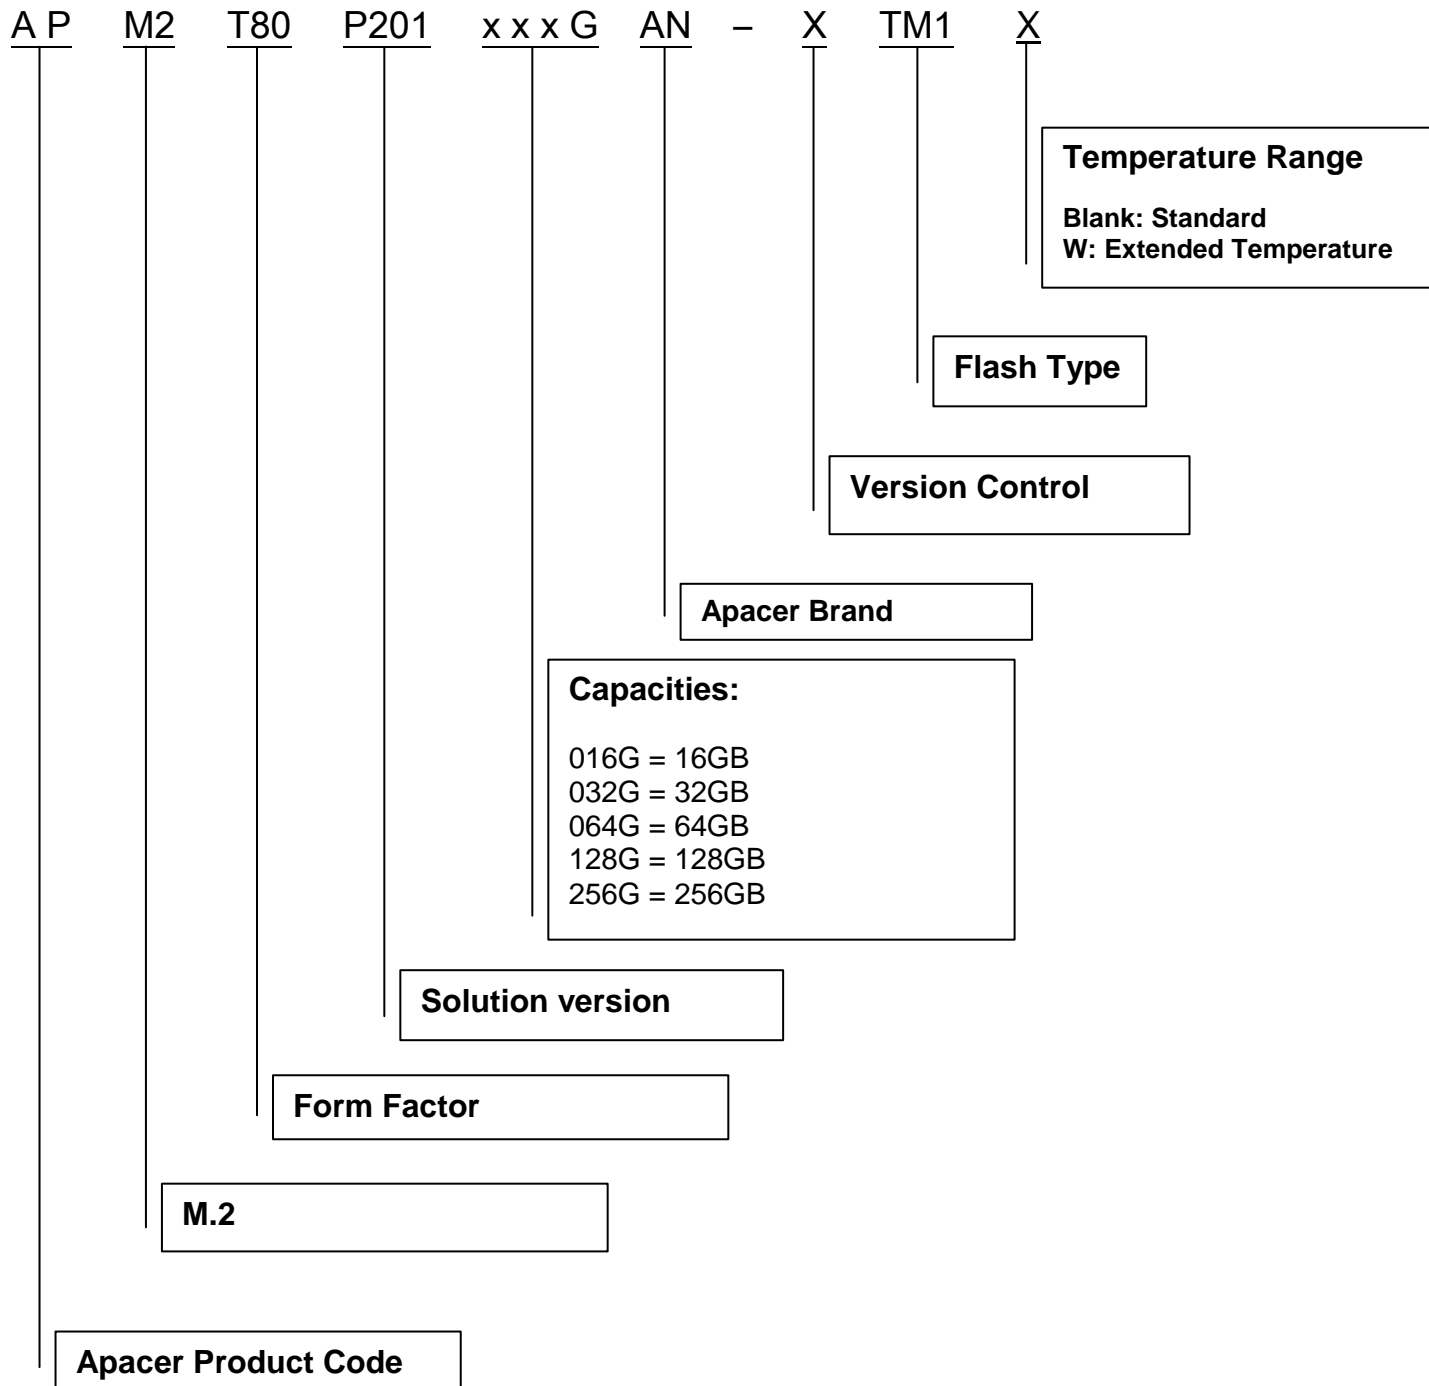 A P M2 T80 P201 x x x G AN – X TM1 X
Temperature Range
Blank: Standard
W: Extended Temperature
Flash Type
Version Control
Apacer Brand
Capacities:
016G = 16GB
032G = 32GB
064G = 64GB
128G = 128GB
256G = 256GB
Solution version
Form Factor
M.2
Apacer Product Code